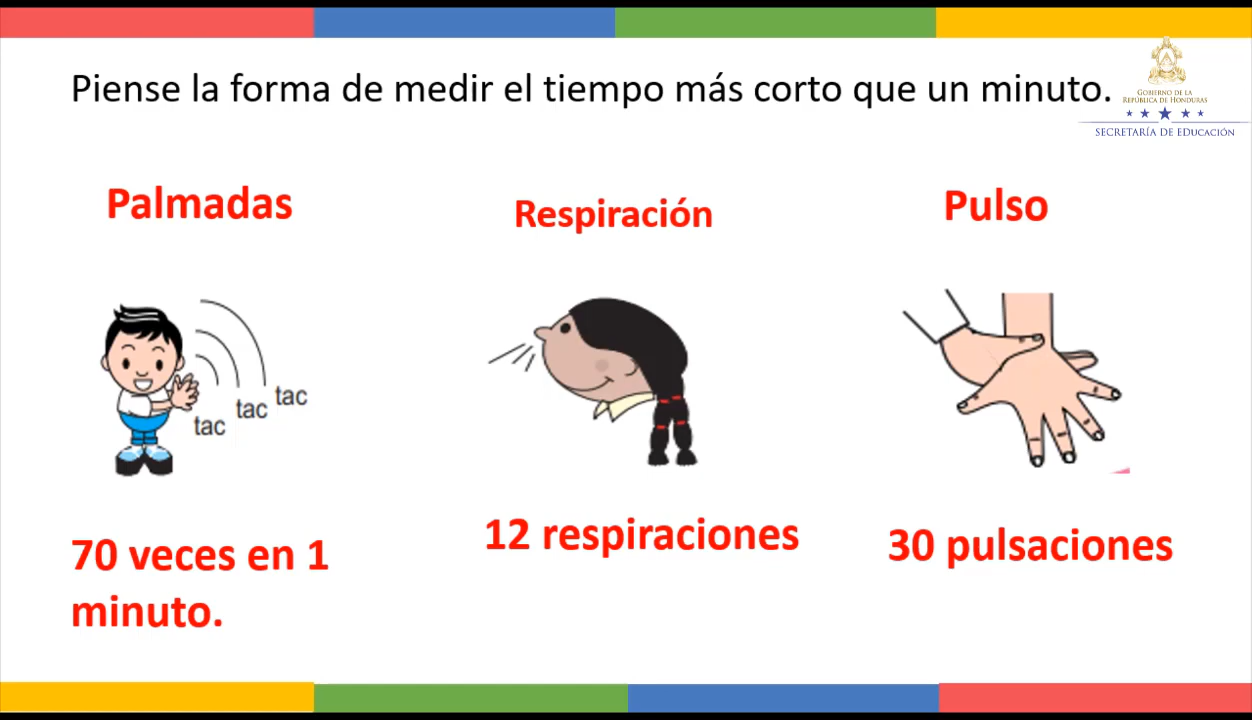 Piense la forma de medir el tiempo más corto que un minuto.
GOBIERNO DE LA
REPÚBLICA DE HONDURAS
SECRETARÍA DE EDUCACIÓN
Palmadas
Respiración
Pulso
tac
tac
tac
70 veces en 1
minuto.
12 respiraciones
30 pulsaciones